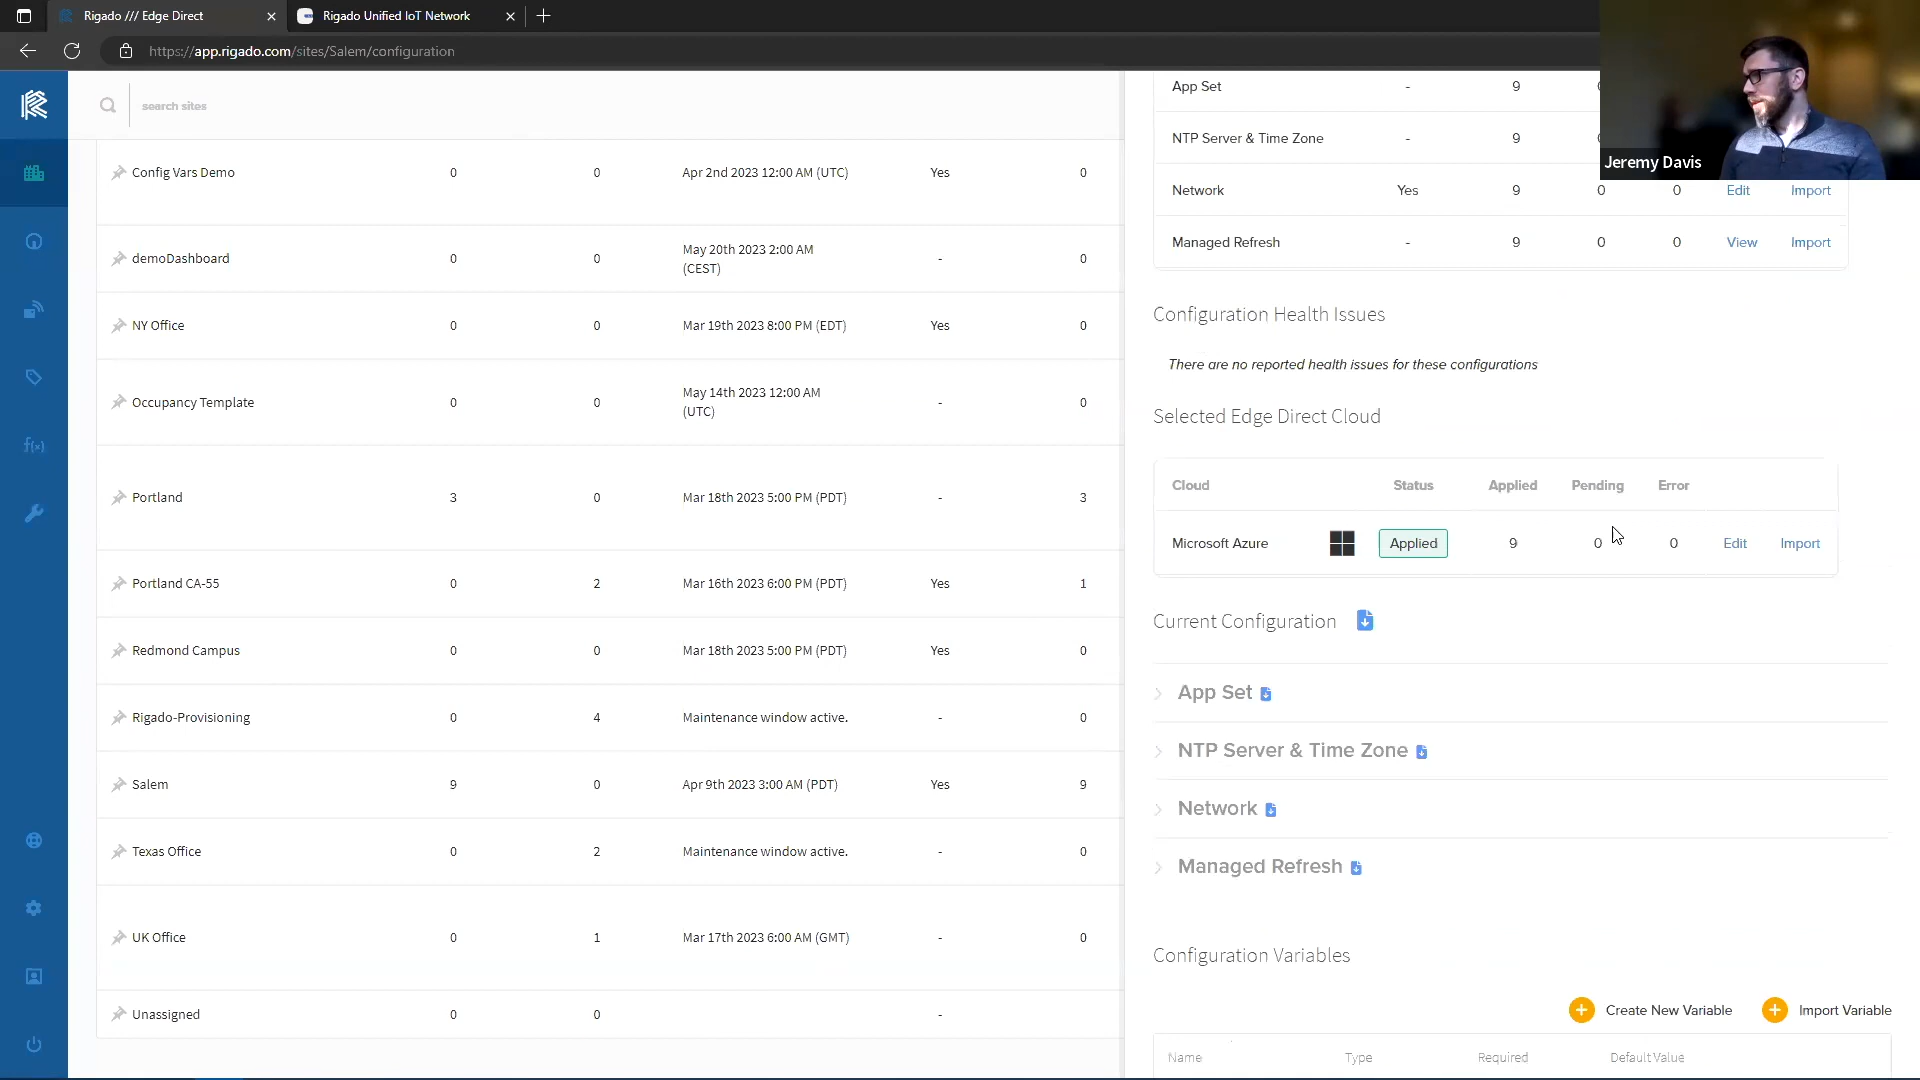 Rigado /// Edge Direct
Rigado Unified IoT Network
https://app.rigado.com/sites/Salem/configuration
search sites
Config Vars Demo 0 0 Apr 2nd 2023 12:00 AM (UTC) Yes 0
demoDashboard 0 0 May 20th 2023 2:00 AM - 0
(CEST)
NY Office 0 0 Mar 19th 2023 8:00 PM (EDT) Yes 0
Occupancy Template 0 0 May 14th 2023 12:00 AM - 0
(UTC)
Portland 3 0 Mar 18th 2023 5:00 PM (PDT) - 3
Portland CA-55 0 2 Mar 16th 2023 6:00 PM (PDT) Yes 1
Redmond Campus 0 0 Mar 18th 2023 5:00 PM (PDT) Yes 0
Rigado-Provisioning 0 4 Maintenance window active. - 0
Salem 9 0 Apr 9th 2023 3:00 AM (PDT) Yes 9
Texas Office 0 2 Maintenance window active. - 0
UK Office 0 1 Mar 17th 2023 6:00 AM (GMT) - 0
Unassigned 0 0 -
f(x)
App Set - 9
NTP Server & Time Zone - 9
Network Yes 9 0 0 Edit Import
Managed Refresh - 9 0 0 View Import
Configuration Health Issues
There are no reported health issues for these configurations
Selected Edge Direct Cloud
Cloud Status Applied Pending Error
Microsoft Azure Applied 9 0 0 Edit Import
Current Configuration
App Set
NTP Server & Time Zone
Network
Managed Refresh
Configuration Variables
Create New Variable Import Variable
Name Type Required Default Value
Jeremy Davis